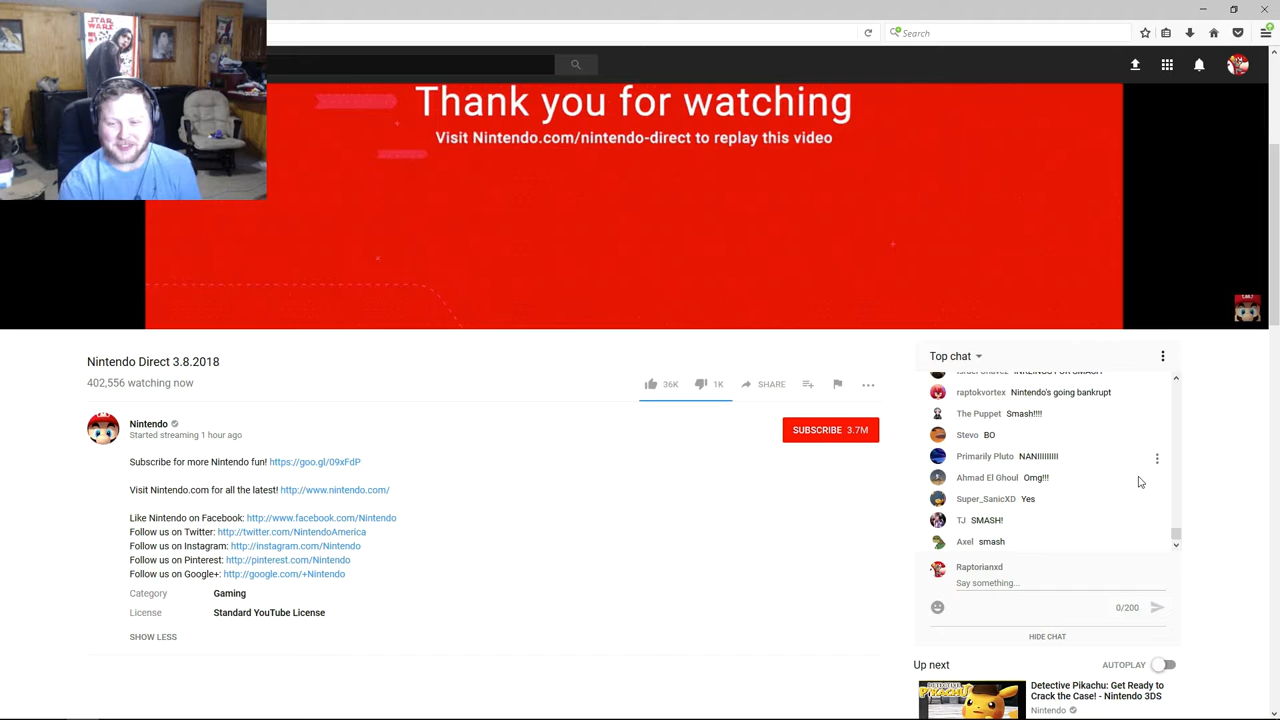 STAR
WARS
Search
Thank you for watching
Visit Nintendo.com/nintendo-direct to replay this video
Nintendo Direct 3.8.2018
402,556 watching now
36K
1K
SHARE
Nintendo
Started streaming 1 hour ago
SUBSCRIBE 3.7M
Subscribe for more Nintendo fun! https://goo.gl/09xFdP
Visit Nintendo.com for all the latest! http://www.nintendo.com/
Like Nintendo on Facebook: http://www.facebook.com/Nintendo
Follow us on Twitter: http://twitter.com/NintendoAmerica
Follow us on Instagram: http://instagram.com/Nintendo
Follow us on Pinterest: http://pinterest.com/Nintendo
Follow us on Google+: http://google.com/+Nintendo
Category Gaming
License Standard YouTube License
SHOW LESS
Top chat
raptokvortex Nintendo's going bankrupt
The Puppet Smash!!!!
Stevo BO
Primarily Pluto NANIIIIIIIII
Ahmad El Ghoul Omg!!!
Super_SanicXD Yes
TJ SMASH!
Axel smash
Raptorianxd
Say something...
0/200
HIDE CHAT
Up next
AUTOPLAY
Detective Pikachu: Get Ready to
Crack the Case! - Nintendo 3DS
Nintendo